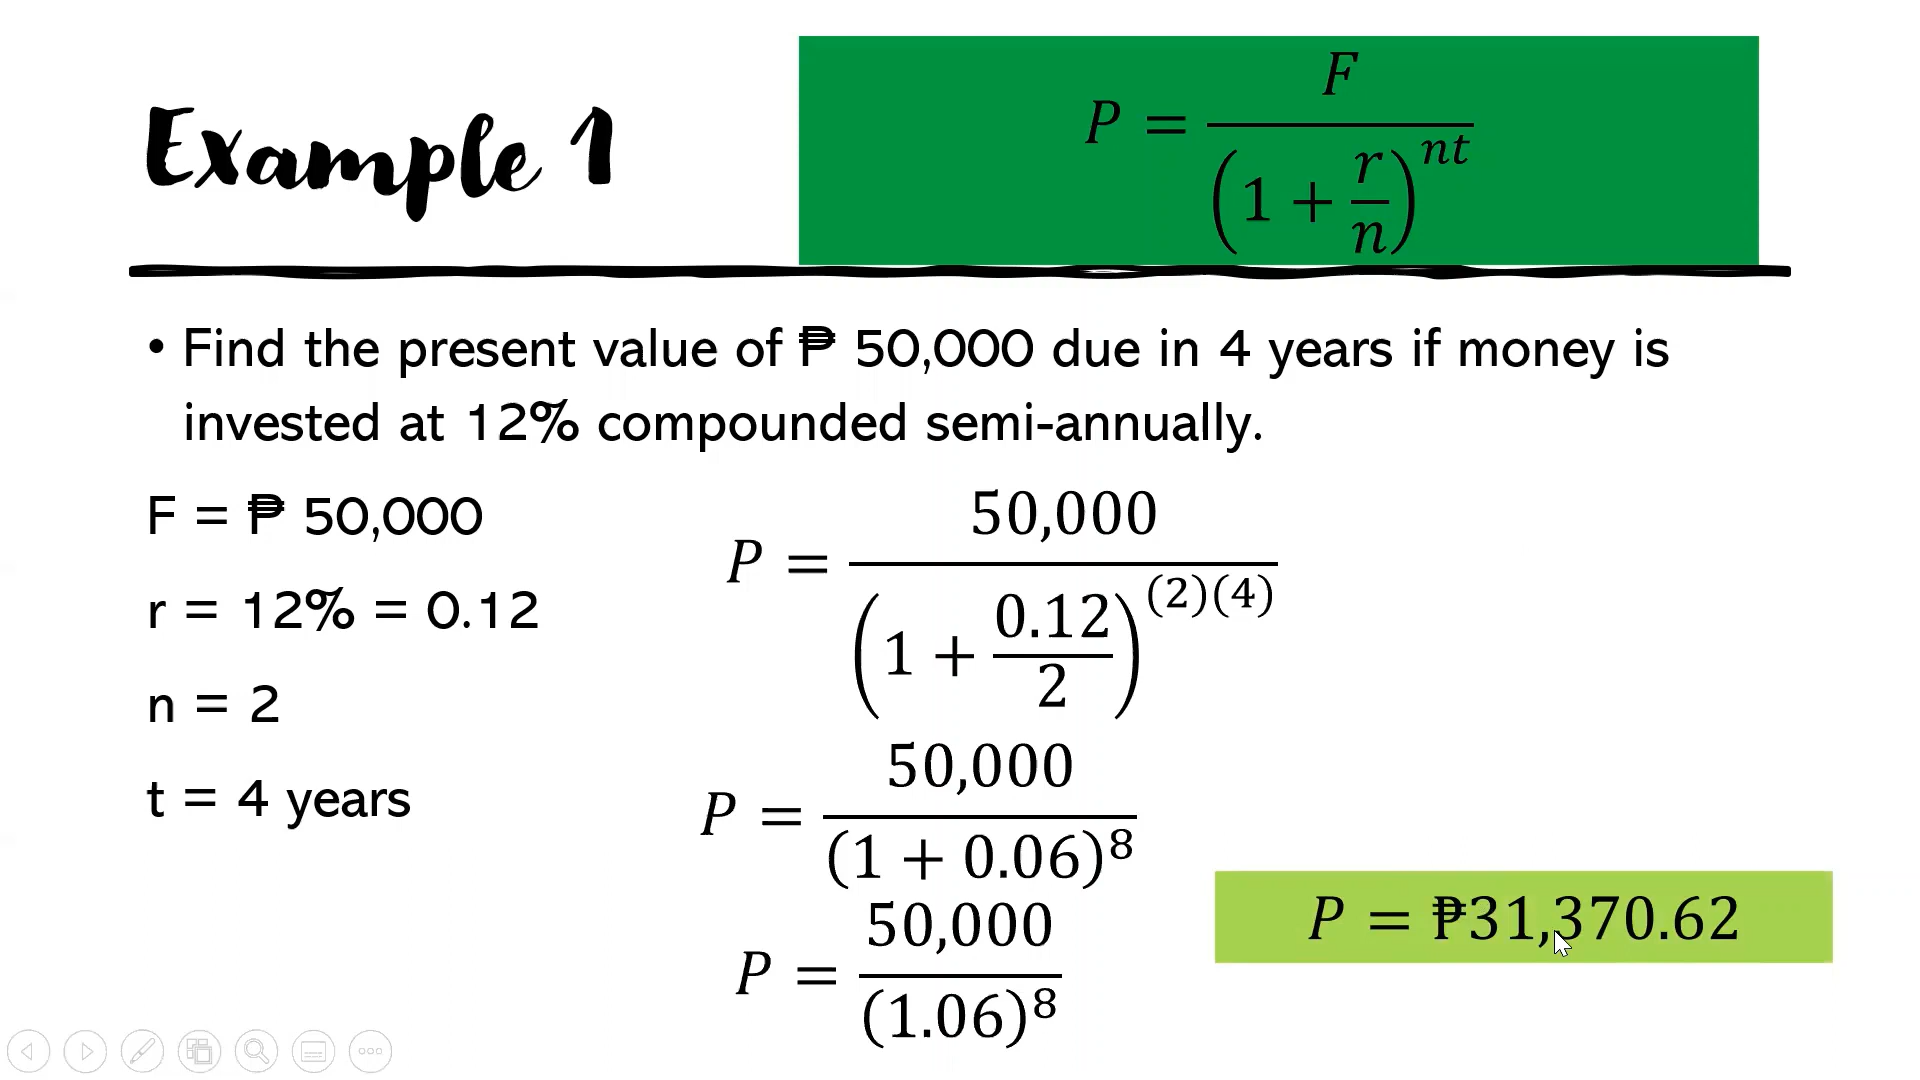 Example 1
P = F / (1 + r/n)^{nt}
• Find the present value of ₱ 50,000 due in 4 years if money is
invested at 12% compounded semi-annually.
F = ₱ 50,000
r = 12% = 0.12
n = 2
t = 4 years
P = 50,000 / (1 + 0.12/2)^{(2)(4)}
P = 50,000 / (1 + 0.06)^8
P = 50,000 / (1.06)^8
P = ₱31,370.62